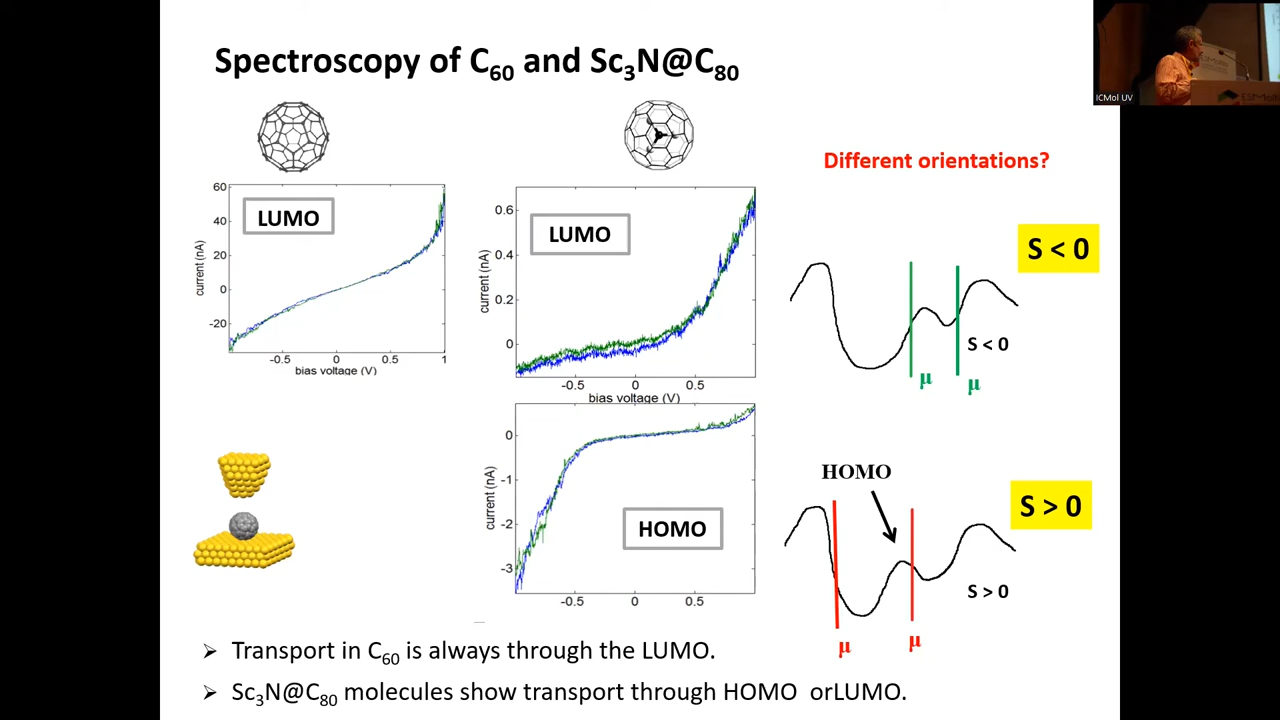 Spectroscopy of C60 and Sc3N@C80
ICMol UV
Different orientations?
LUMO
60
40
20
0
-20
current (nA)
-0.5
0
0.5
1
bias voltage (V)
LUMO
0.6
0.4
0.2
0
current (nA)
-0.5
0
0.5
bias voltage (V)
S < 0
S < 0
μ
μ
HOMO
0
-1
-2
-3
current (nA)
-0.5
0
0.5
HOMO
S > 0
S > 0
μ
μ
➢ Transport in C60 is always through the LUMO.
➢ Sc3N@C80 molecules show transport through HOMO orLUMO.